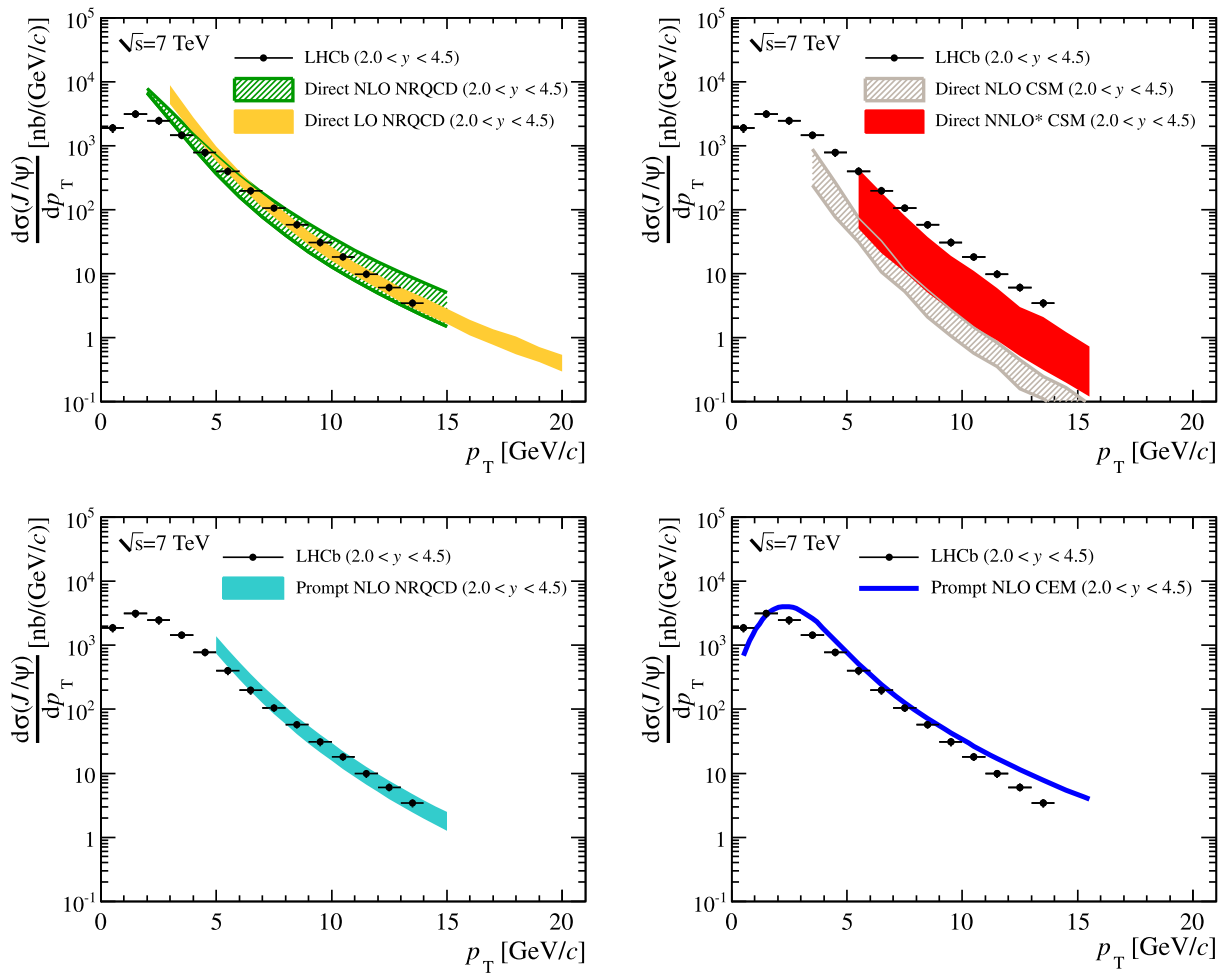 √s=7 TeV
LHCb (2.0 < y < 4.5)
Direct NLO NRQCD (2.0 < y < 4.5)
Direct LO NRQCD (2.0 < y < 4.5)
dσ(J/ψ)/dp_T [nb/(GeV/c)]
10^5
10^4
10^3
10^2
10
1
10^-1
0 5 10 15 20
p_T [GeV/c]
√s=7 TeV
LHCb (2.0 < y < 4.5)
Direct NLO CSM (2.0 < y < 4.5)
Direct NNLO* CSM (2.0 < y < 4.5)
dσ(J/ψ)/dp_T [nb/(GeV/c)]
10^5
10^4
10^3
10^2
10
1
10^-1
0 5 10 15 20
p_T [GeV/c]
√s=7 TeV
LHCb (2.0 < y < 4.5)
Prompt NLO NRQCD (2.0 < y < 4.5)
dσ(J/ψ)/dp_T [nb/(GeV/c)]
10^5
10^4
10^3
10^2
10
1
10^-1
0 5 10 15 20
p_T [GeV/c]
√s=7 TeV
LHCb (2.0 < y < 4.5)
Prompt NLO CEM (2.0 < y < 4.5)
dσ(J/ψ)/dp_T [nb/(GeV/c)]
10^5
10^4
10^3
10^2
10
1
10^-1
0 5 10 15 20
p_T [GeV/c]